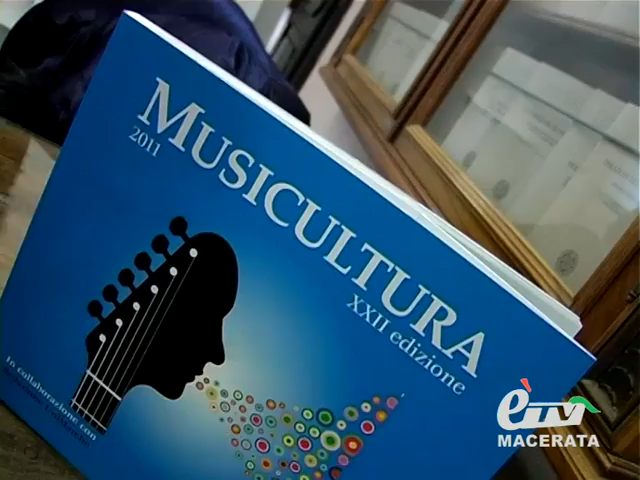 MUSICULTURA
2011
XXII edizione
In collaborazione con
ètv
MACERATA